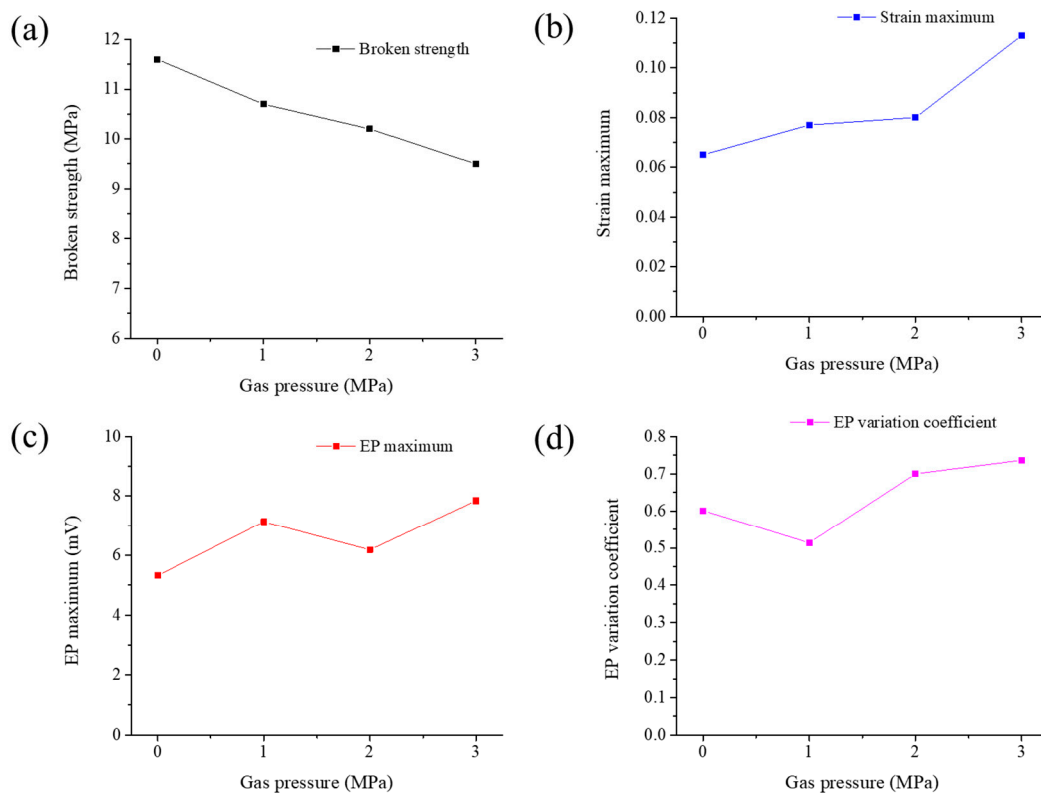 (a)
Broken strength
12
11
10
9
8
7
6
Broken strength (MPa)
0 1 2 3
Gas pressure (MPa)
(b)
Strain maximum
0.12
0.10
0.08
0.06
0.04
0.02
0.00
Strain maximum
0 1 2 3
Gas pressure (MPa)
(c)
EP maximum
10
8
6
4
2
0
EP maximum (mV)
0 1 2 3
Gas pressure (MPa)
(d)
EP variation coefficient
0.8
0.7
0.6
0.5
0.4
0.3
0.2
0.1
0.0
EP variation coefficient
0 1 2 3
Gas pressure (MPa)